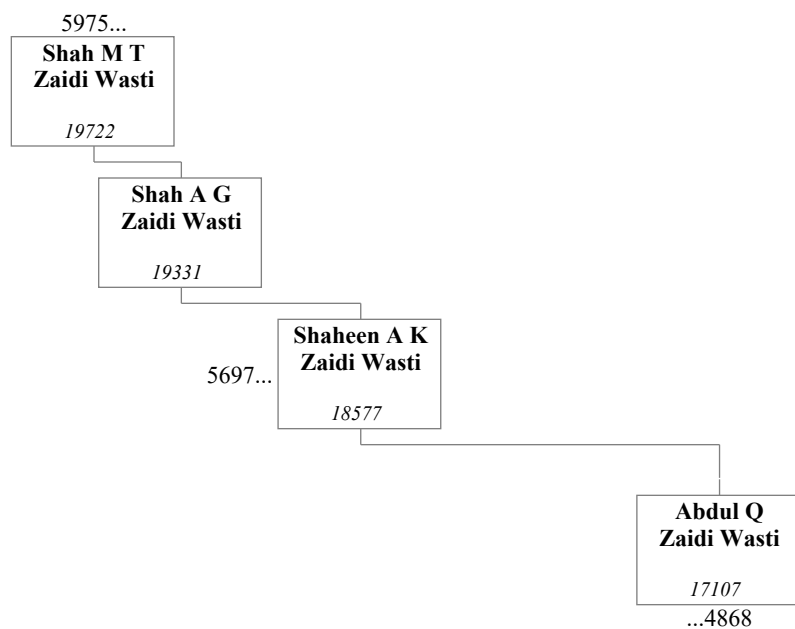 5975...
Shah M T
Zaidi Wasti
19722
Shah A G
Zaidi Wasti
19331
Shaheen A K
Zaidi Wasti
5697...
18577
Abdul Q
Zaidi Wasti
17107
...4868